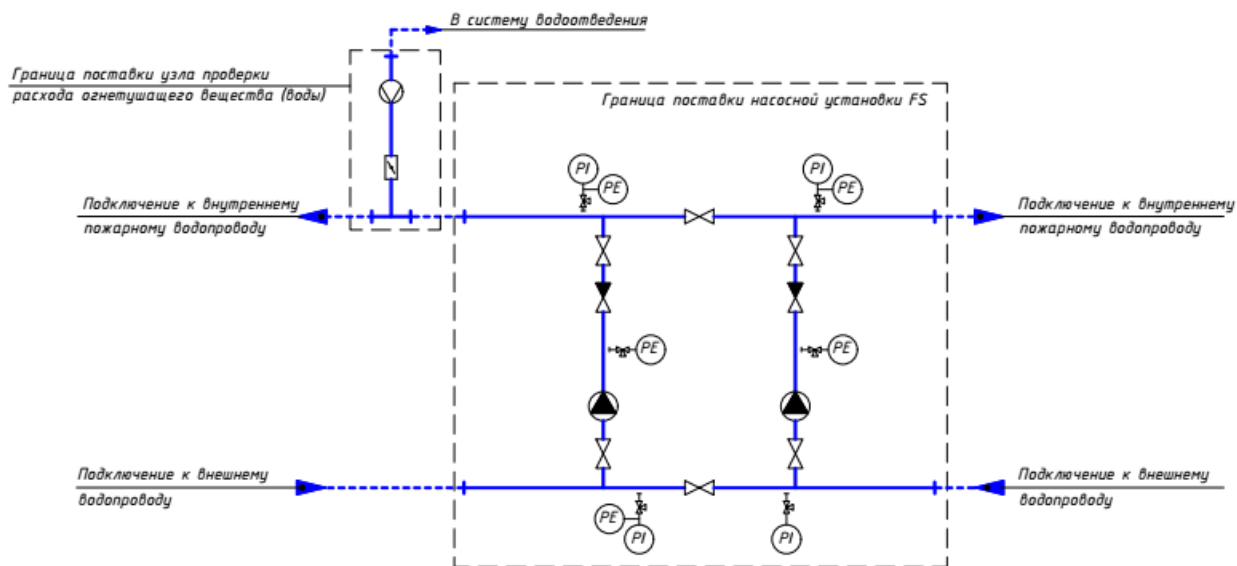 В систему водоотведения
Граница поставки узла проверки
расхода огнетушащего вещества (воды)
Граница поставки насосной установки FS
PI
PE
PI
PE
Подключение к внутреннему
пожарному водопроводу
Подключение к внутреннему
пожарному водопроводу
PE
PE
Подключение к внешнему
водопроводу
Подключение к внешнему
водопроводу
PE
PI
PI